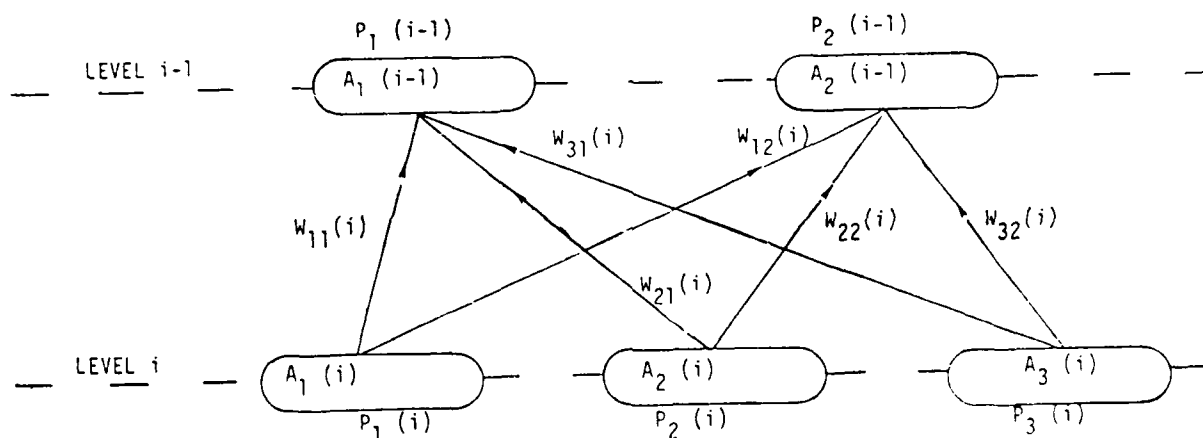 P1 (i-1) P2 (i-1)
LEVEL i-1 A1 (i-1) A2 (i-1)
W31(i) W12(i)
W11(i) W22(i) W32(i)
W21(i)
LEVEL i A1 (i) A2 (i) A3 (i)
P1 (i) P2 (i) P3 (i)